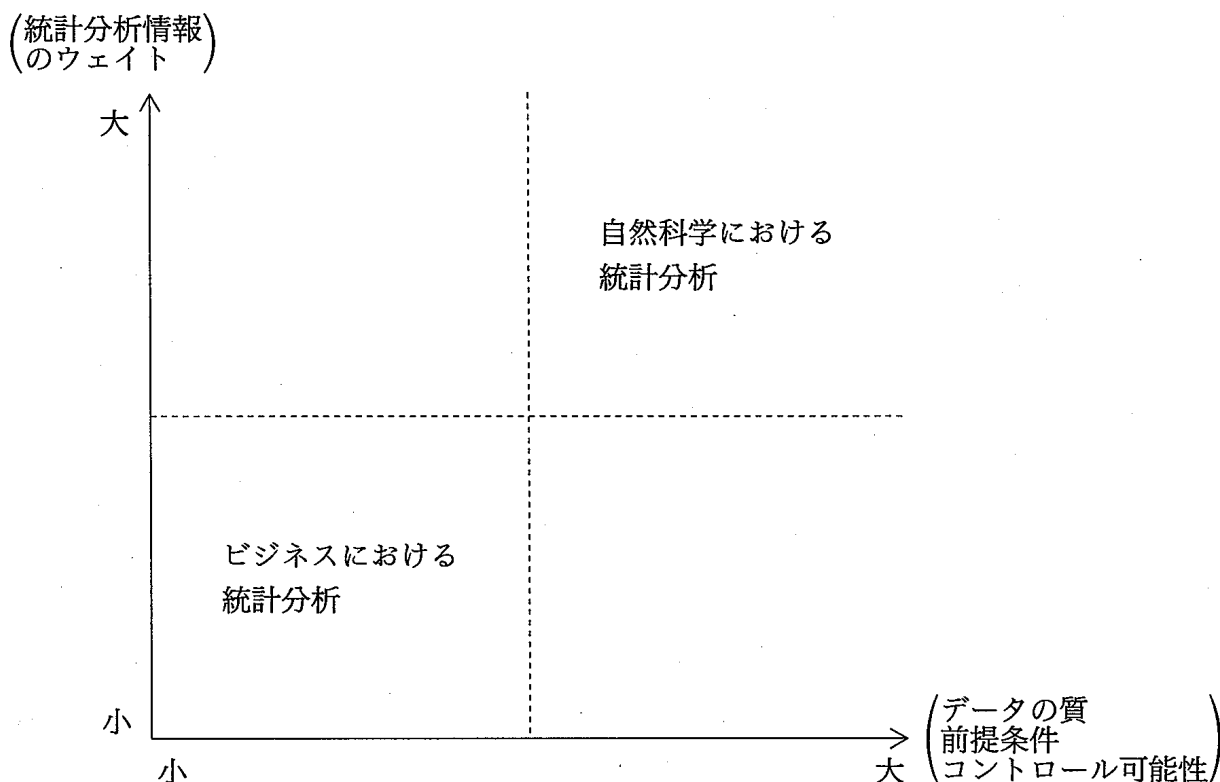 (統計分析情報
のウェイト)
大
自然科学における
統計分析
ビジネスにおける
統計分析
小
小
大
(データの質
前提条件
コントロール可能性)